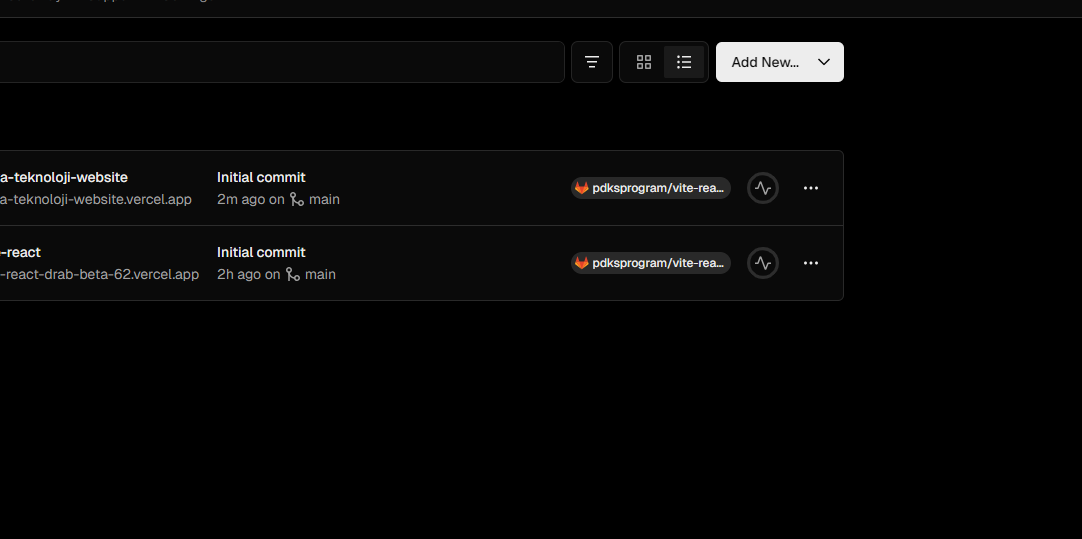 Add New...
a-teknoloji-website
Initial commit
a-teknoloji-website.vercel.app
2m ago on main
pdksprogram/vite-rea...
-react
Initial commit
-react-drab-beta-62.vercel.app
2h ago on main
pdksprogram/vite-rea...